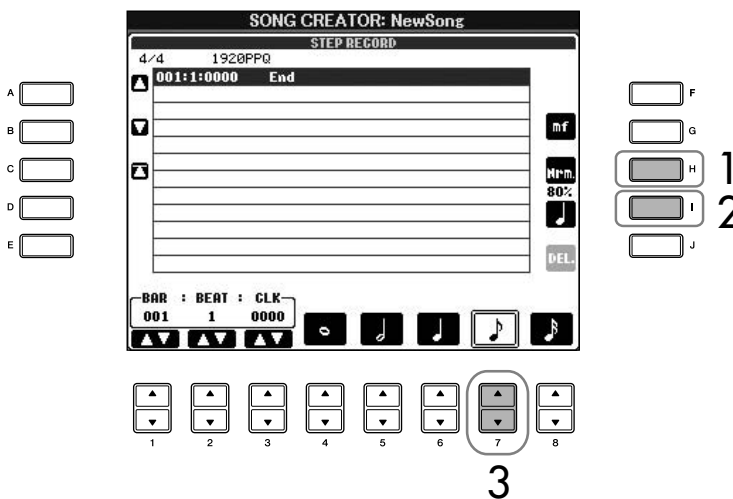 SONG CREATOR: NewSong
STEP RECORD
4/4 1920PPQ
001:1:0000 End
A
B
C
D
E
mf
Nrm.
80%
DEL.
F
G
H 1
I 2
J
BAR : BEAT : CLK
001 1 0000
1 2 3 4 5 6 7 8
3